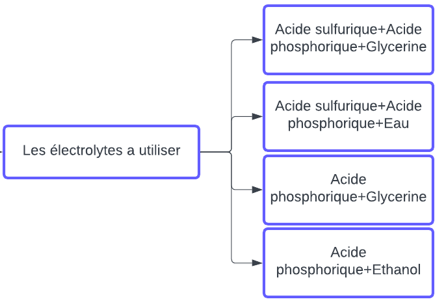 Les électrolytes a utiliser
Acide sulfurique+Acide
phosphorique+Glycerine
Acide sulfurique+Acide
phosphorique+Eau
Acide
phosphorique+Glycerine
Acide
phosphorique+Ethanol